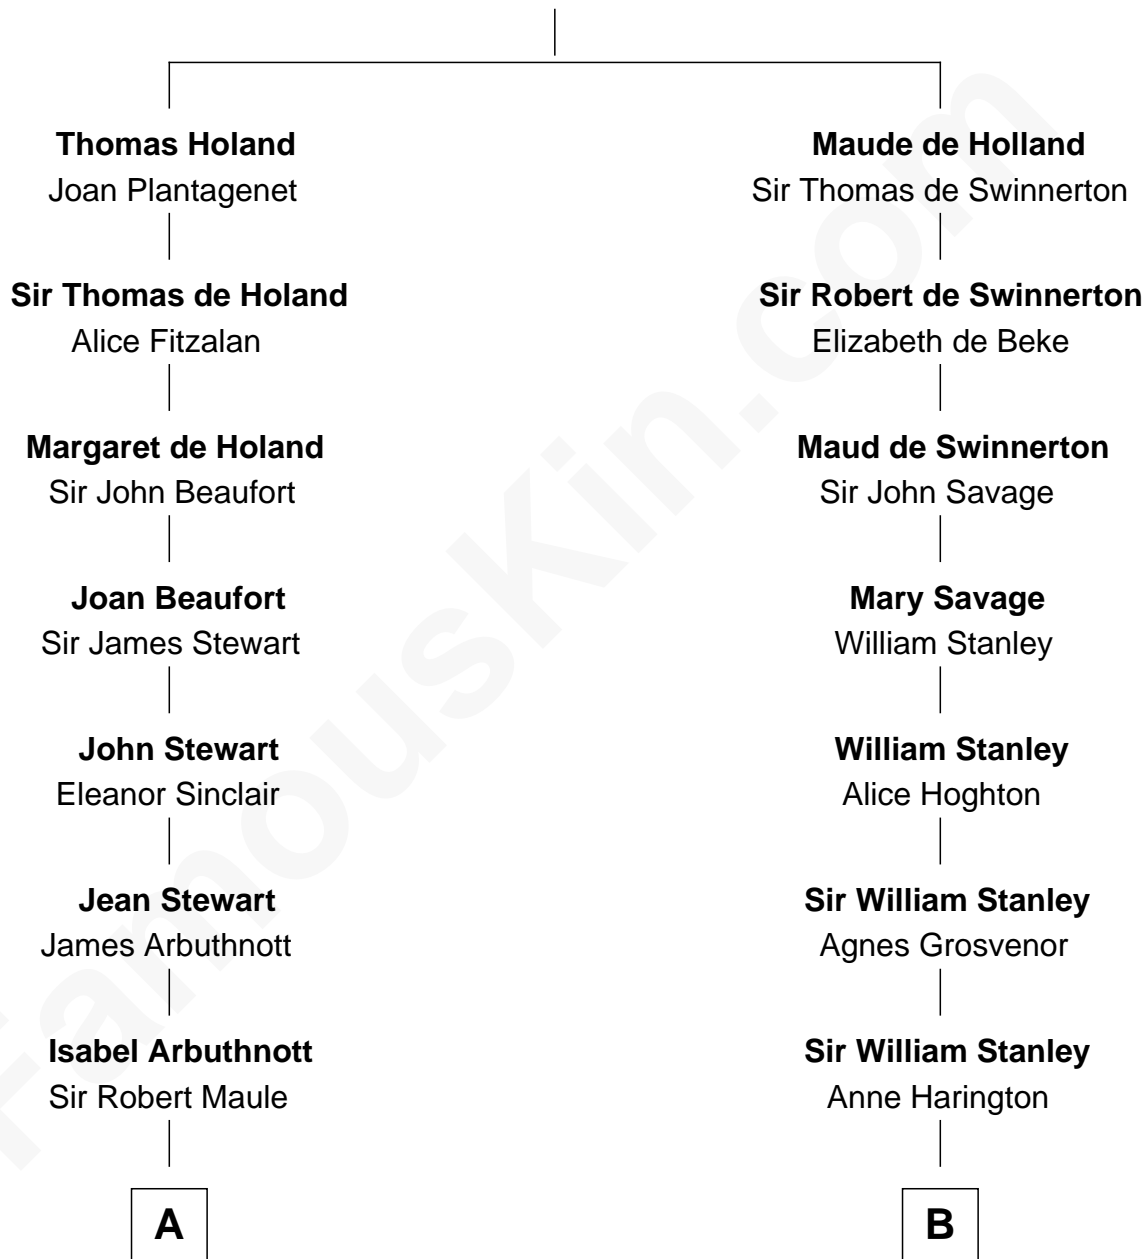 Thomas Holand
Joan Plantagenet
Sir Thomas de Holand
Alice Fitzalan
Margaret de Holand
Sir John Beaufort
Joan Beaufort
Sir James Stewart
John Stewart
Eleanor Sinclair
Jean Stewart
James Arbuthnott
Isabel Arbuthnott
Sir Robert Maule
A
Maude de Holland
Sir Thomas de Swinnerton
Sir Robert de Swinnerton
Elizabeth de Beke
Maud de Swinnerton
Sir John Savage
Mary Savage
William Stanley
William Stanley
Alice Hoghton
Sir William Stanley
Agnes Grosvenor
Sir William Stanley
Anne Harington
B
FamousKin.com